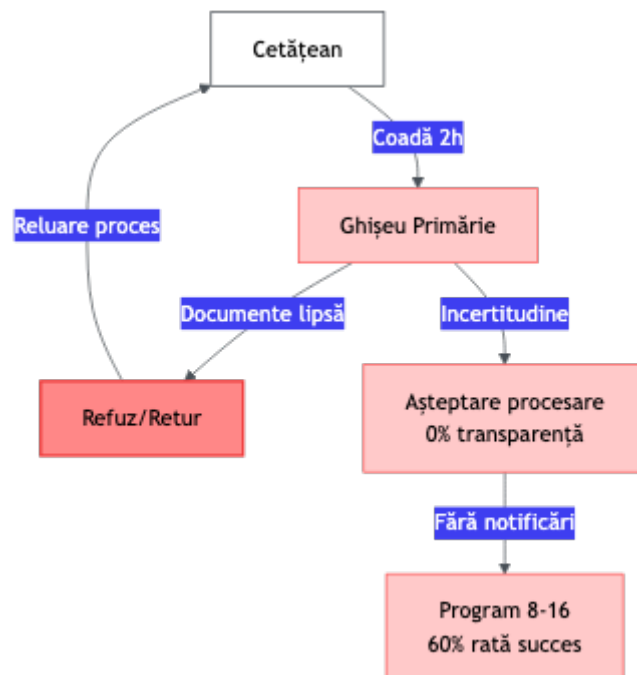 Cetățean
Coadă 2h
Reluare proces
Ghișeu Primărie
Documente lipsă
Incertitudine
Refuz/Retur
Așteptare procesare
0% transparență
Fără notificări
Program 8-16
60% rată succes